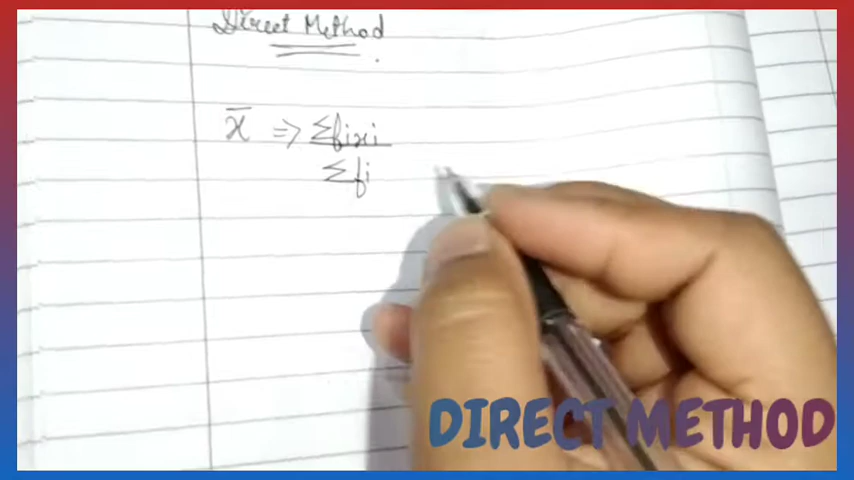 Direct Method
x̄ => Σfixi
Σfi
DIRECT METHOD